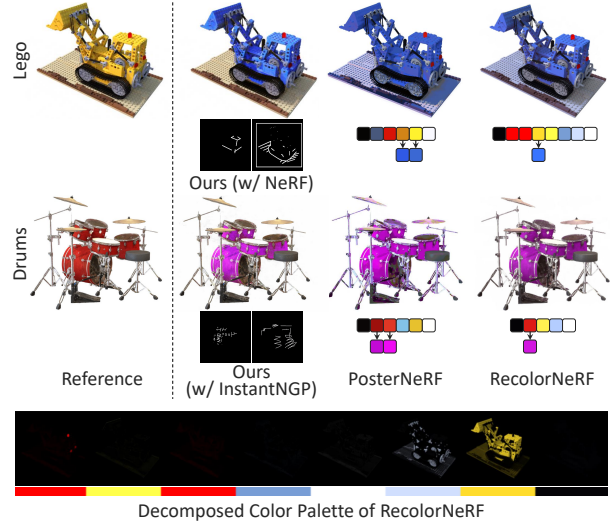 Lego
Ours (w/ NeRF)
Drums
Reference
Ours
(w/ InstantNGP)
PosterNeRF
RecolorNeRF
Decomposed Color Palette of RecolorNeRF